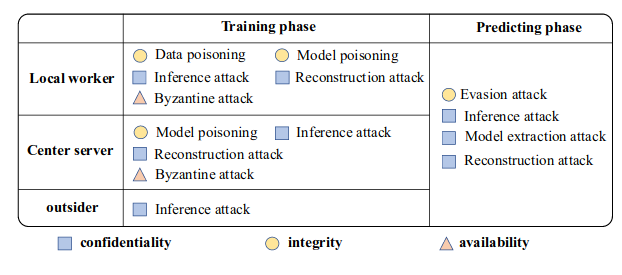 Training phase
Predicting phase
Local worker
Data poisoning
Model poisoning
Inference attack
Reconstruction attack
Byzantine attack
Center server
Model poisoning
Inference attack
Reconstruction attack
Byzantine attack
outsider
Inference attack
Evasion attack
Inference attack
Model extraction attack
Reconstruction attack
confidentiality
integrity
availability